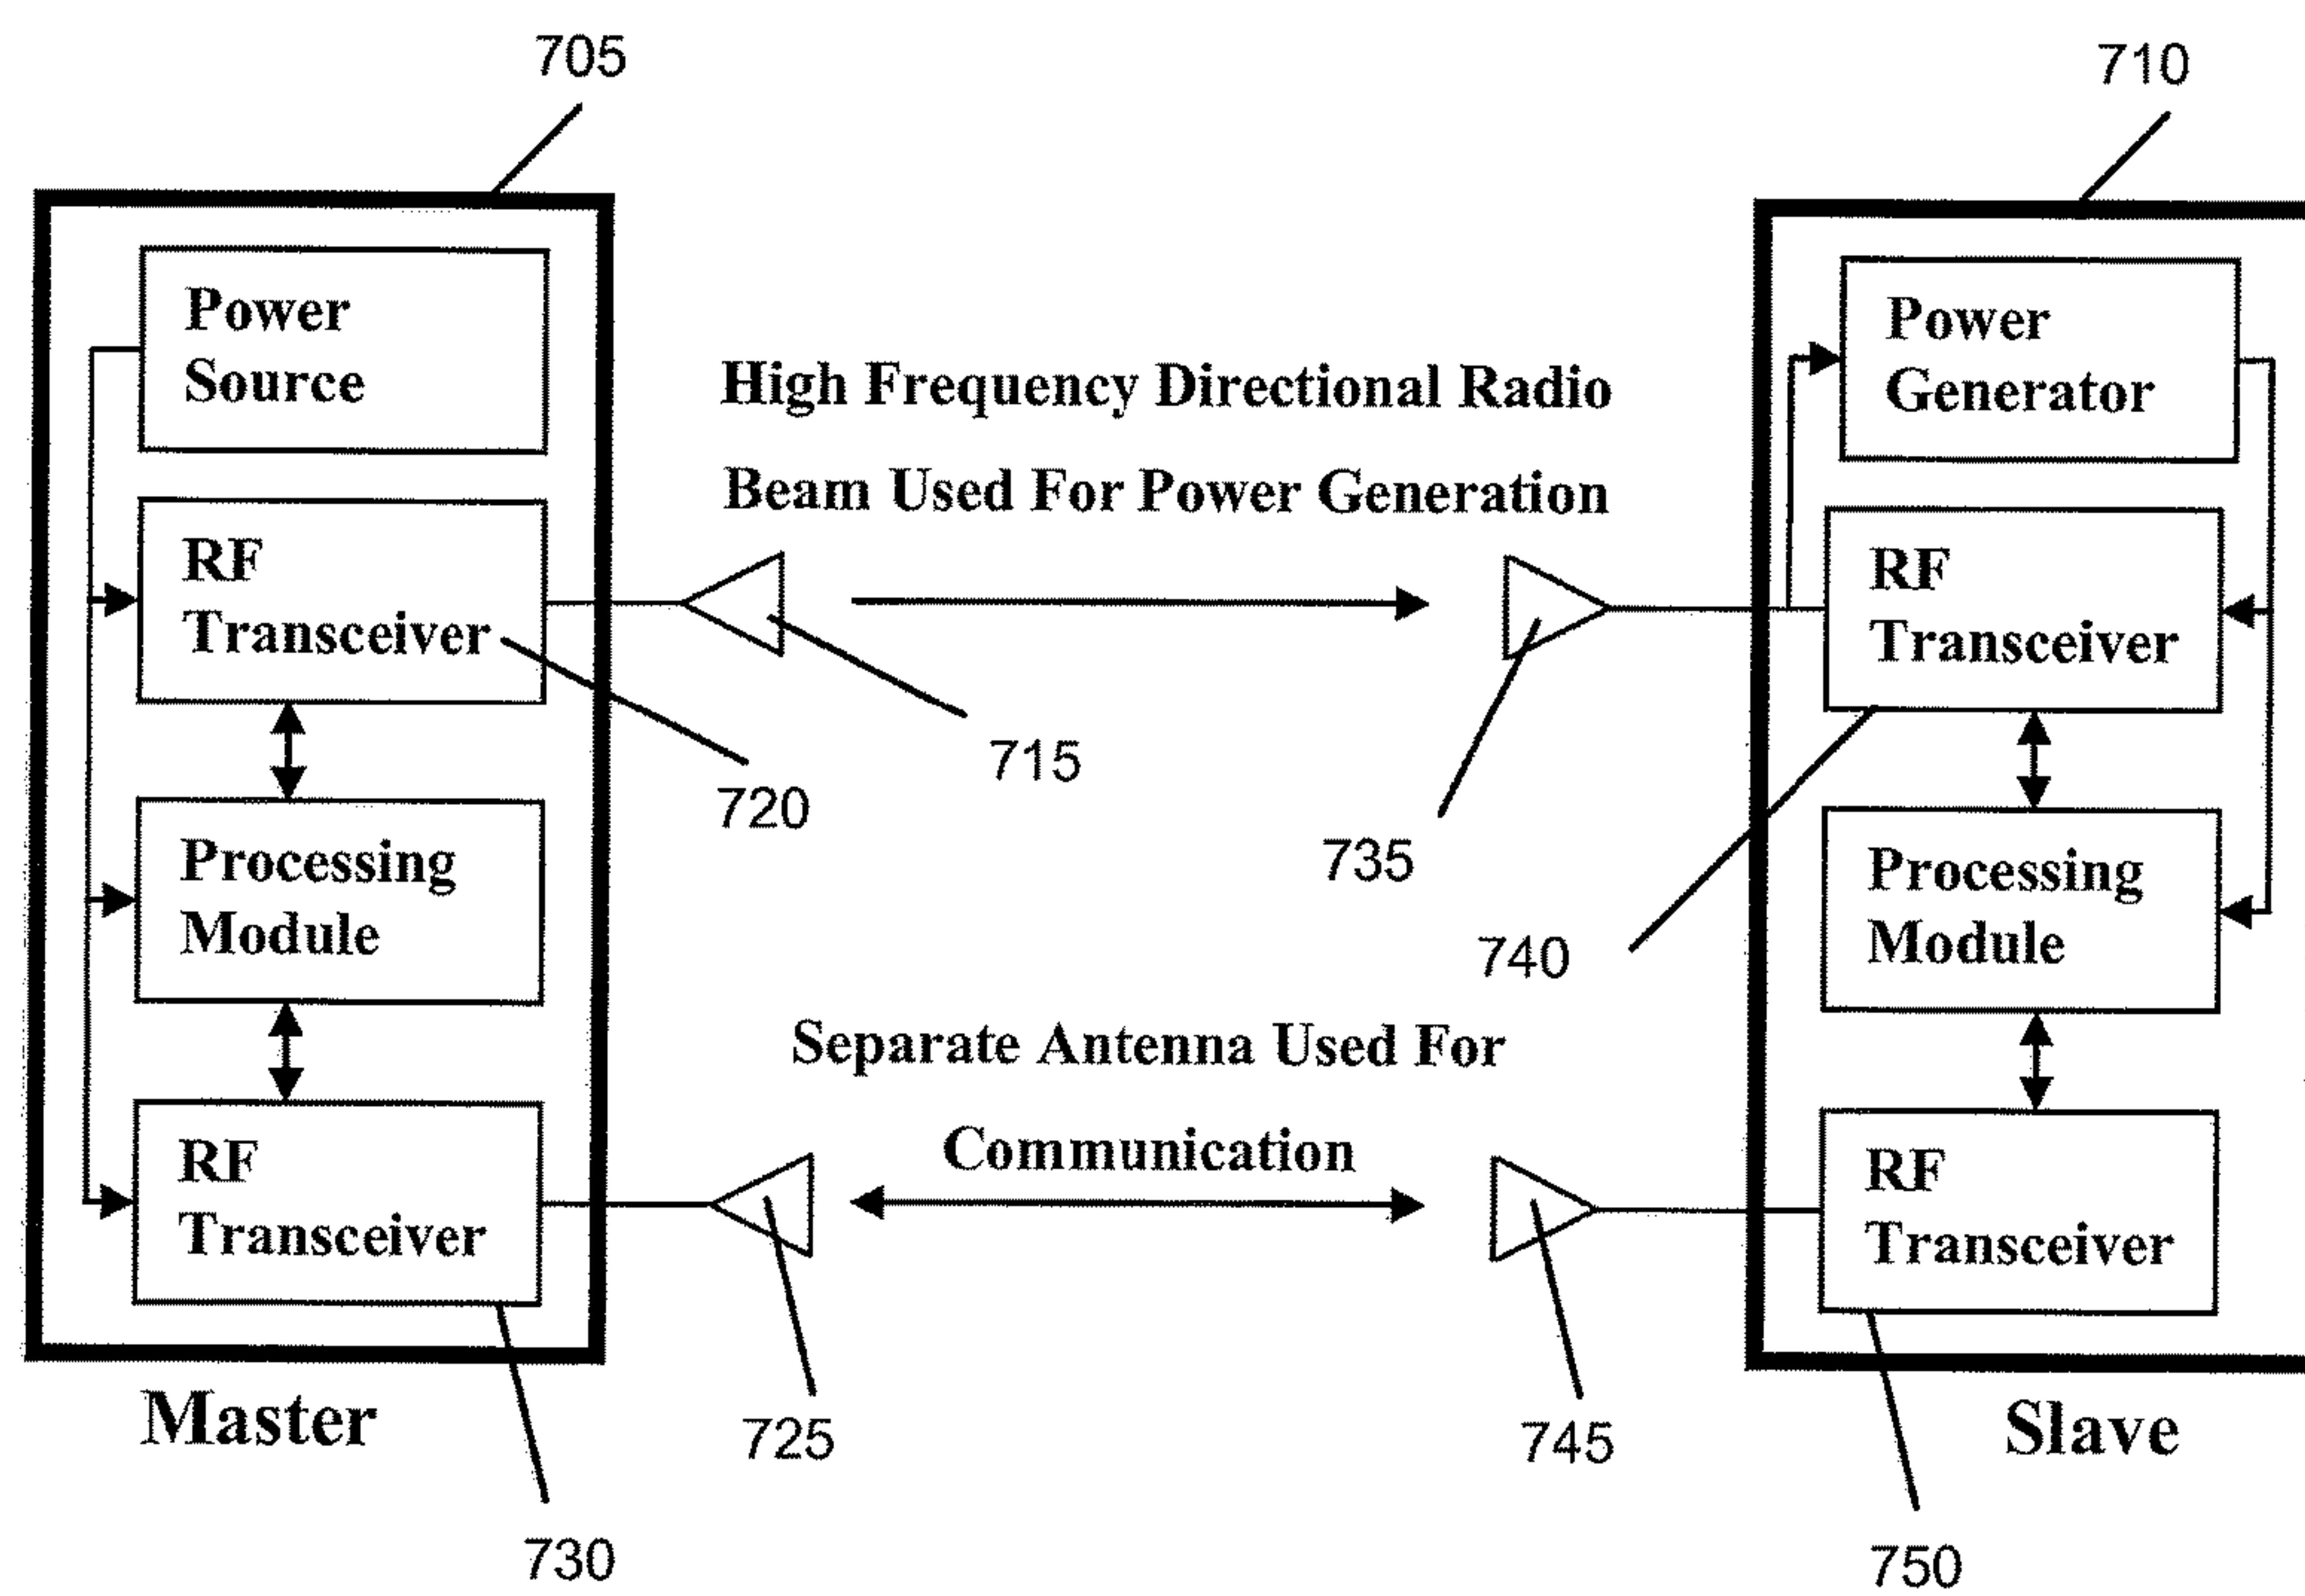 705
710
Power
Source
RF
Transceiver
Processing
Module
RF
Transceiver
Master
High Frequency Directional Radio
Beam Used For Power Generation
715
720
735
740
Separate Antenna Used For
Communication
725
745
730
Power
Generator
RF
Transceiver
Processing
Module
RF
Transceiver
Slave
750